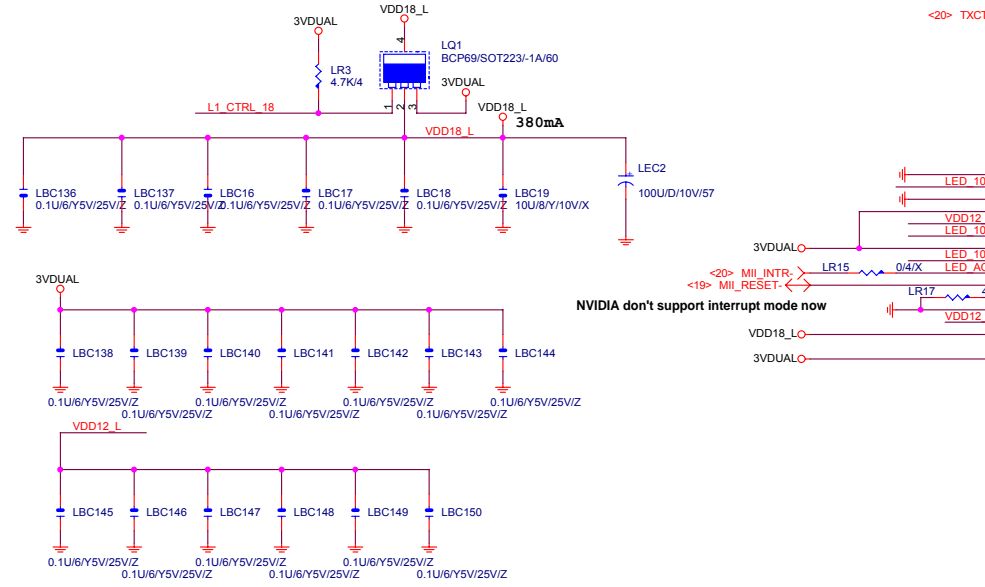 <20> TXCT
VDD18_L
3VDUAL
4
LQ1
BCP69/SOT223/-1A/60
LR3
4.7K/4
3VDUAL
L1_CTRL_18
1
2
3
VDD18_L
380mA
VDD18_L
LBC136
0.1U/6/Y5V/25V/Z
LBC137
0.1U/6/Y5V/25V/Z
LBC16
0.1U/6/Y5V/25V/Z
LBC17
0.1U/6/Y5V/25V/Z
LBC18
0.1U/6/Y5V/25V/Z
LBC19
10U/8/Y/10V/X
LEC2
100U/D/10V/57
LED_10
VDD12_
LED_10
3VDUAL
LED_10
<20> MII_INTR-
LR15
0/4/X
LED_AC
<19> MII_RESET-
NVIDIA don't support interrupt mode now
LR17
4
VDD12_
VDD18_L
3VDUAL
3VDUAL
LBC138
LBC139
LBC140
LBC141
LBC142
LBC143
LBC144
0.1U/6/Y5V/25V/Z
0.1U/6/Y5V/25V/Z
0.1U/6/Y5V/25V/Z
0.1U/6/Y5V/25V/Z
0.1U/6/Y5V/25V/Z
0.1U/6/Y5V/25V/Z
0.1U/6/Y5V/25V/Z
VDD12_L
LBC145
LBC146
LBC147
LBC148
LBC149
LBC150
0.1U/6/Y5V/25V/Z
0.1U/6/Y5V/25V/Z
0.1U/6/Y5V/25V/Z
0.1U/6/Y5V/25V/Z
0.1U/6/Y5V/25V/Z
0.1U/6/Y5V/25V/Z